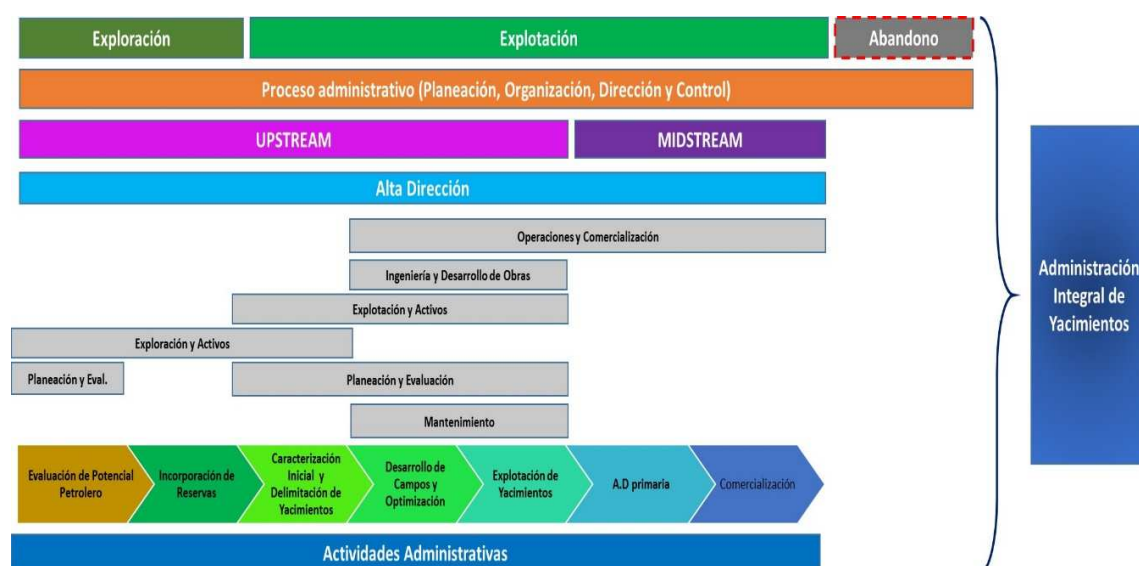 Exploración
Explotación
Abandono
Proceso administrativo (Planeación, Organización, Dirección y Control)
UPSTREAM
MIDSTREAM
Alta Dirección
Operaciones y Comercialización
Ingeniería y Desarrollo de Obras
Explotación y Activos
Exploración y Activos
Planeación y Eval.
Planeación y Evaluación
Mantenimiento
Evaluación de Potencial
Petrolero
Incorporación de
Reservas
Caracterización
Inicial y
Delimitación de
Yacimientos
Desarrollo de
Campos y
Optimización
Explotación de
Yacimientos
A.D primaria
Comercialización
Actividades Administrativas
Administración
Integral de
Yacimientos